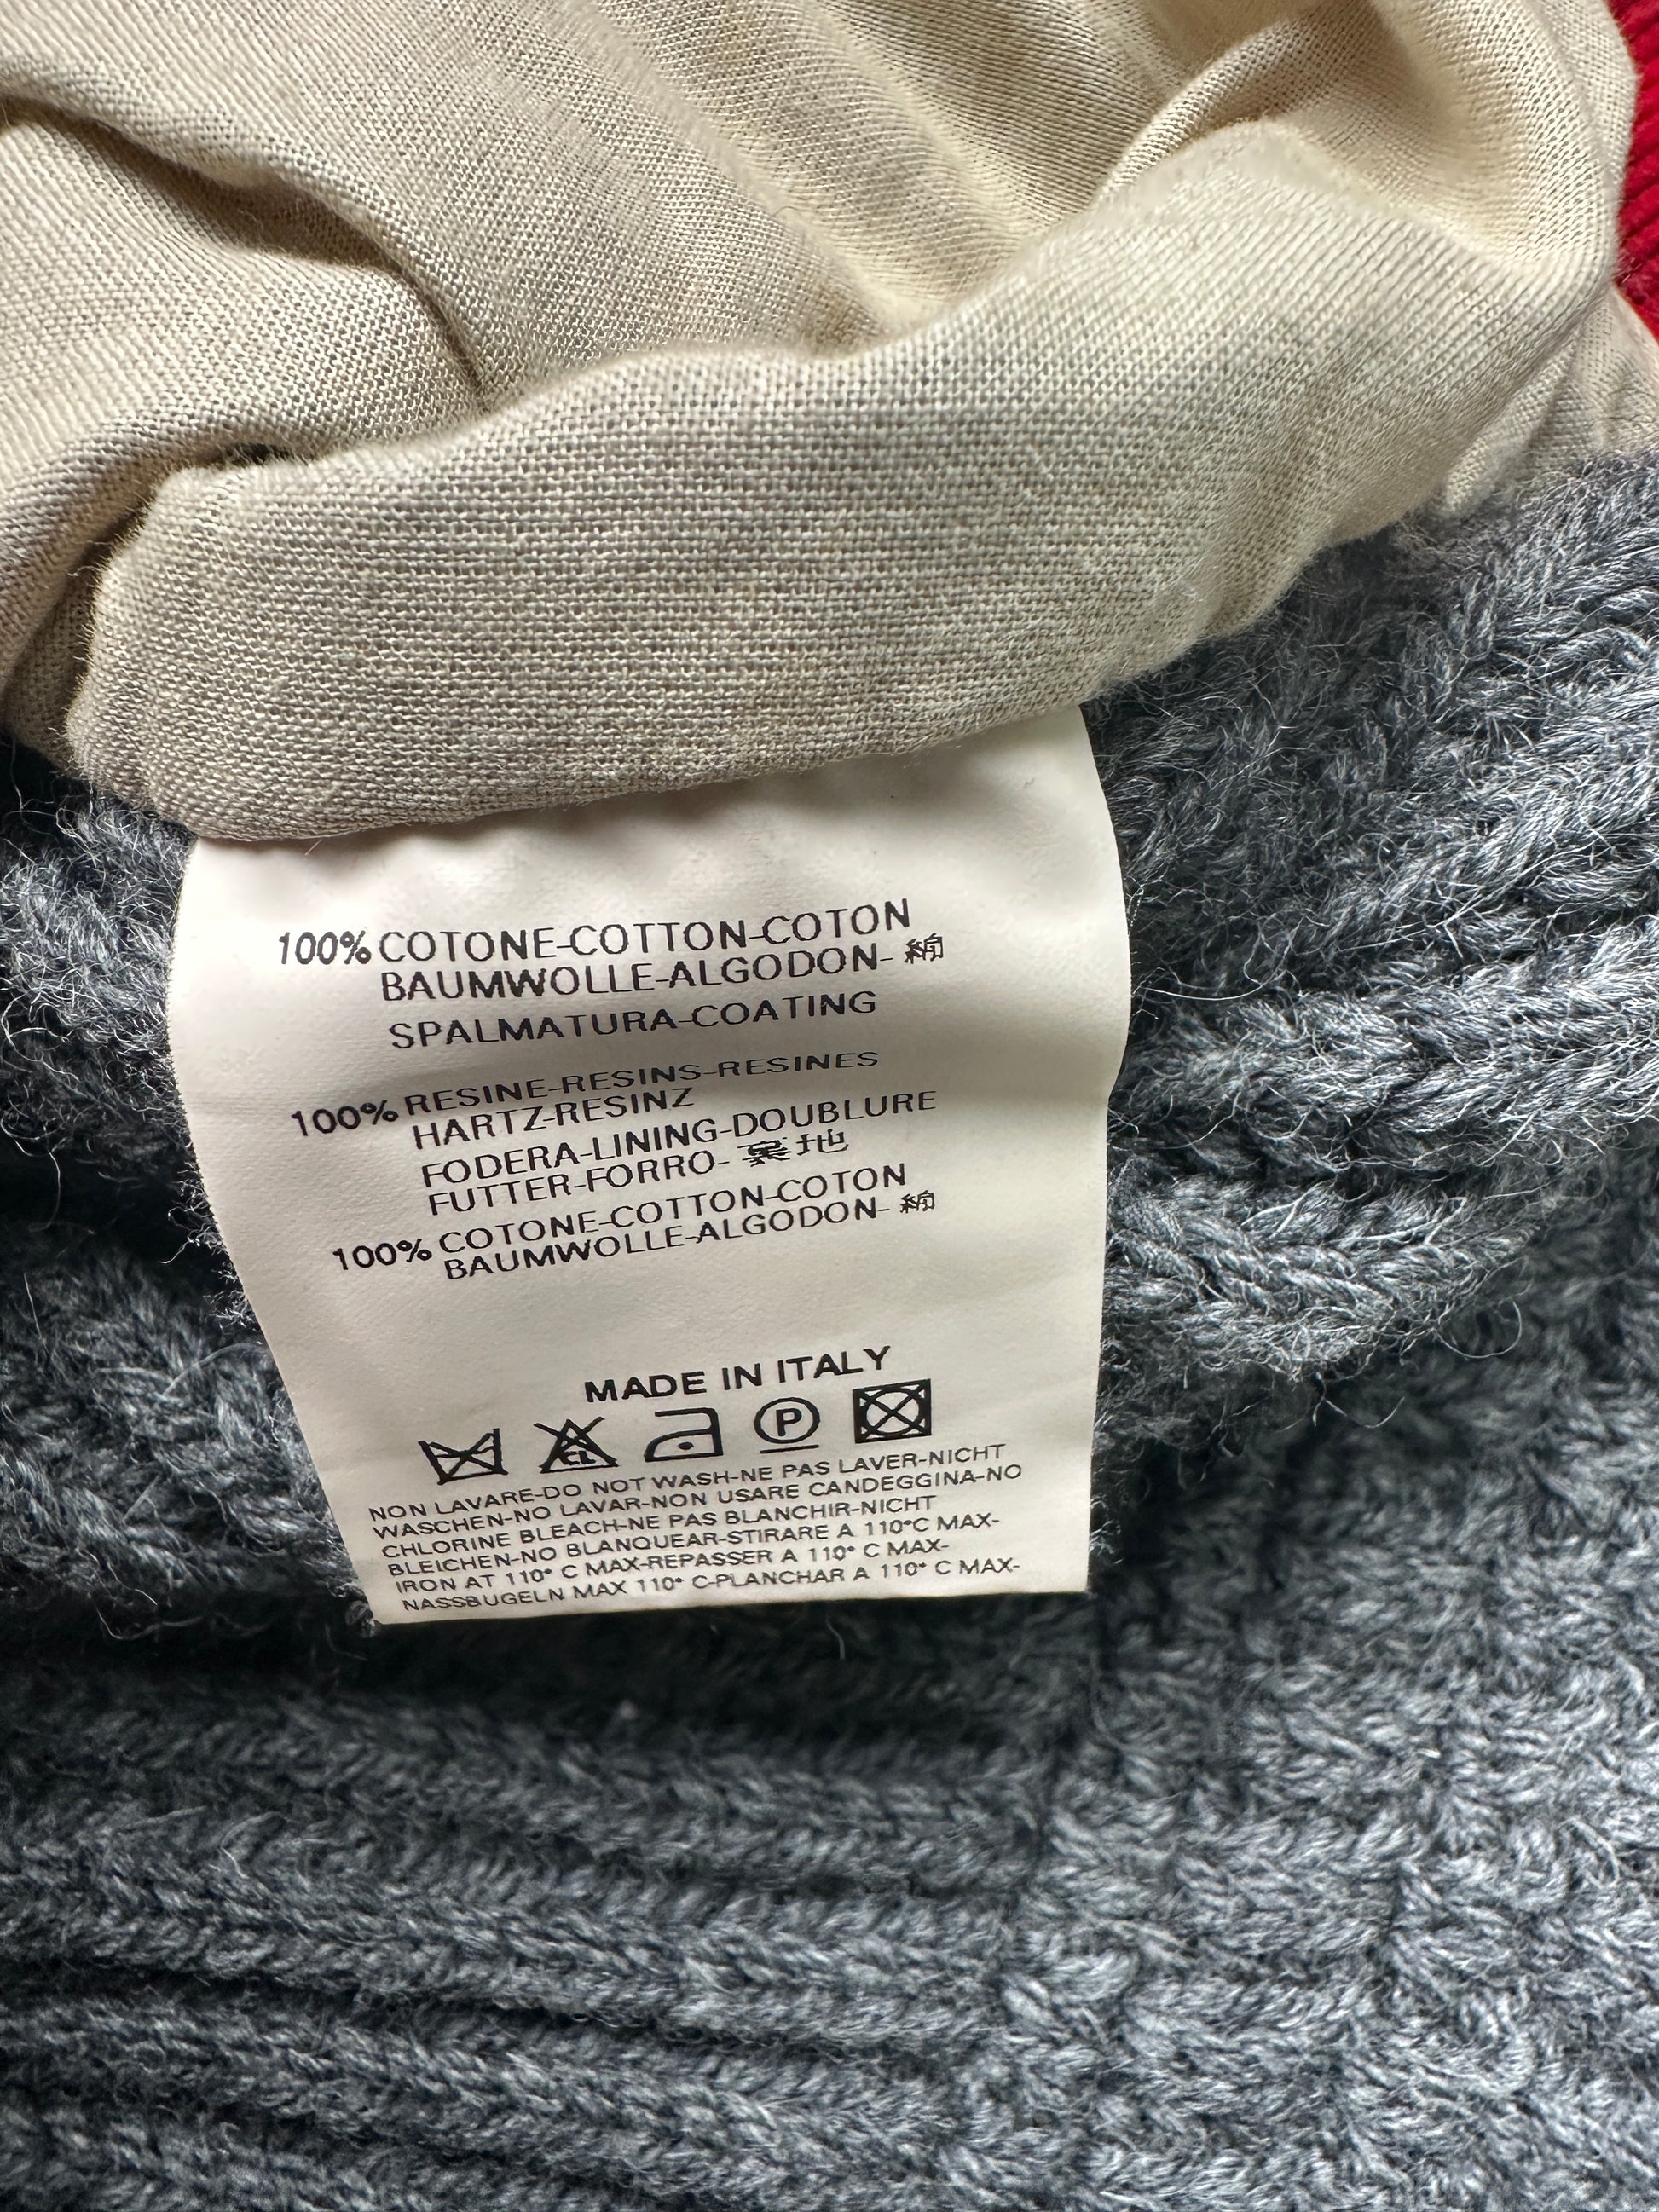 100% COTONE-COTTON-COTON
BAUMWOLLE-ALGODON- 綿
SPALMATURA-COATING
100% RESINE-RESINS-RESINES
HARTZ-RESINZ
FODERA-LINING-DOUBLURE
FUTTER-FORRO- 裏地
100% COTONE-COTTON-COTON
BAUMWOLLE-ALGODON- 綿
MADE IN ITALY
CL P
NON LAVARE-DO NOT WASH-NE PAS LAVER-NICHT
WASCHEN-NO LAVAR-NON USARE CANDEGGINA-NO
CHLORINE BLEACH-NE PAS BLANCHIR-NICHT
BLEICHEN-NO BLANQUEAR-STIRARE A 110°C MAX-
IRON AT 110° C MAX-REPASSER A 110° C MAX-
NASSBUGELN MAX 110° C-PLANCHAR A 110° C MAX-